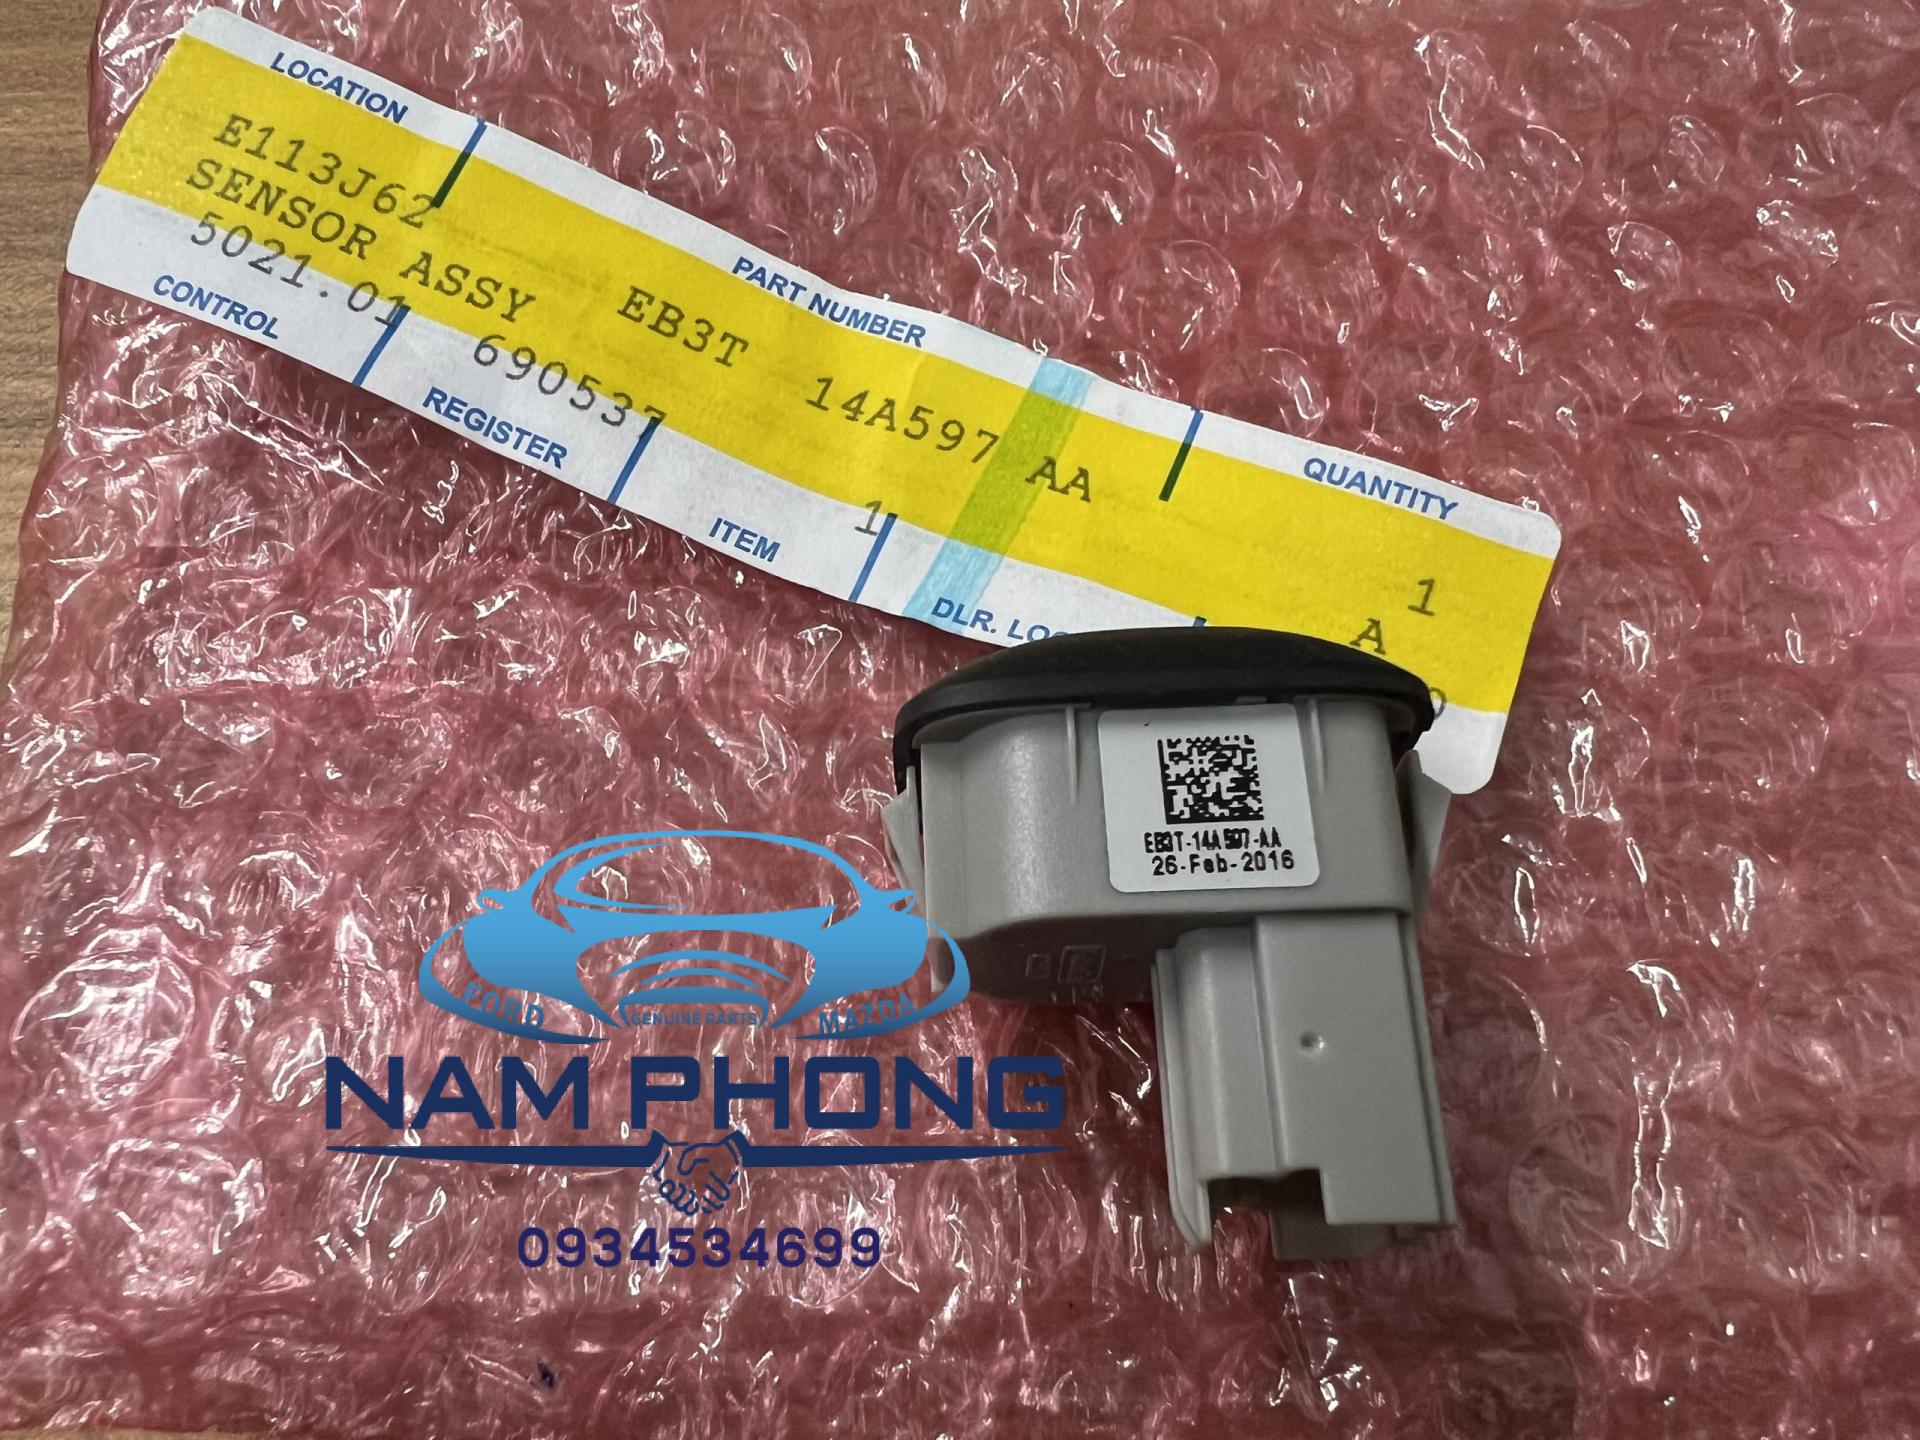 LOCATION
PART NUMBER
QUANTITY
E113J62
SENSOR ASSY EB3T 14A597 AA
1
A
5021.01 690537 1
CONTROL
REGISTER
ITEM
DLR.
EB3T-14A597-AA
26-Feb-2016
FORD
GENUINE PARTS
MAZDA
NAM PHONG
0934534699